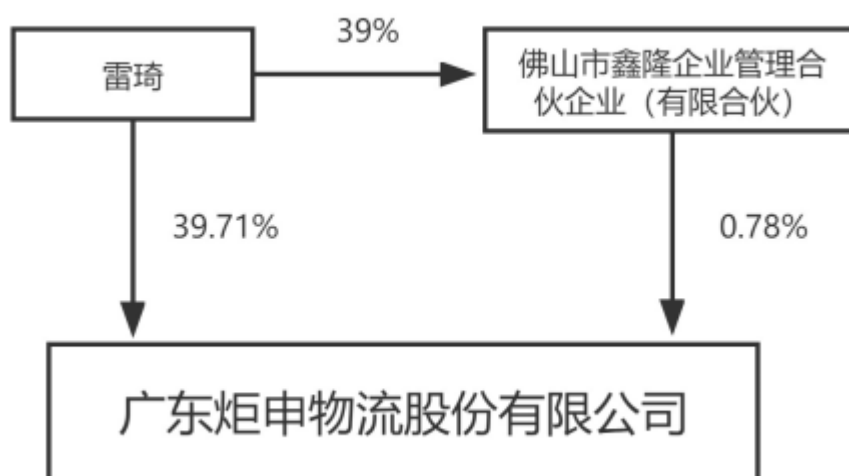 39%
雷琦
佛山市鑫隆企业管理合
伙企业（有限合伙）
39.71%
0.78%
广东炬申物流股份有限公司